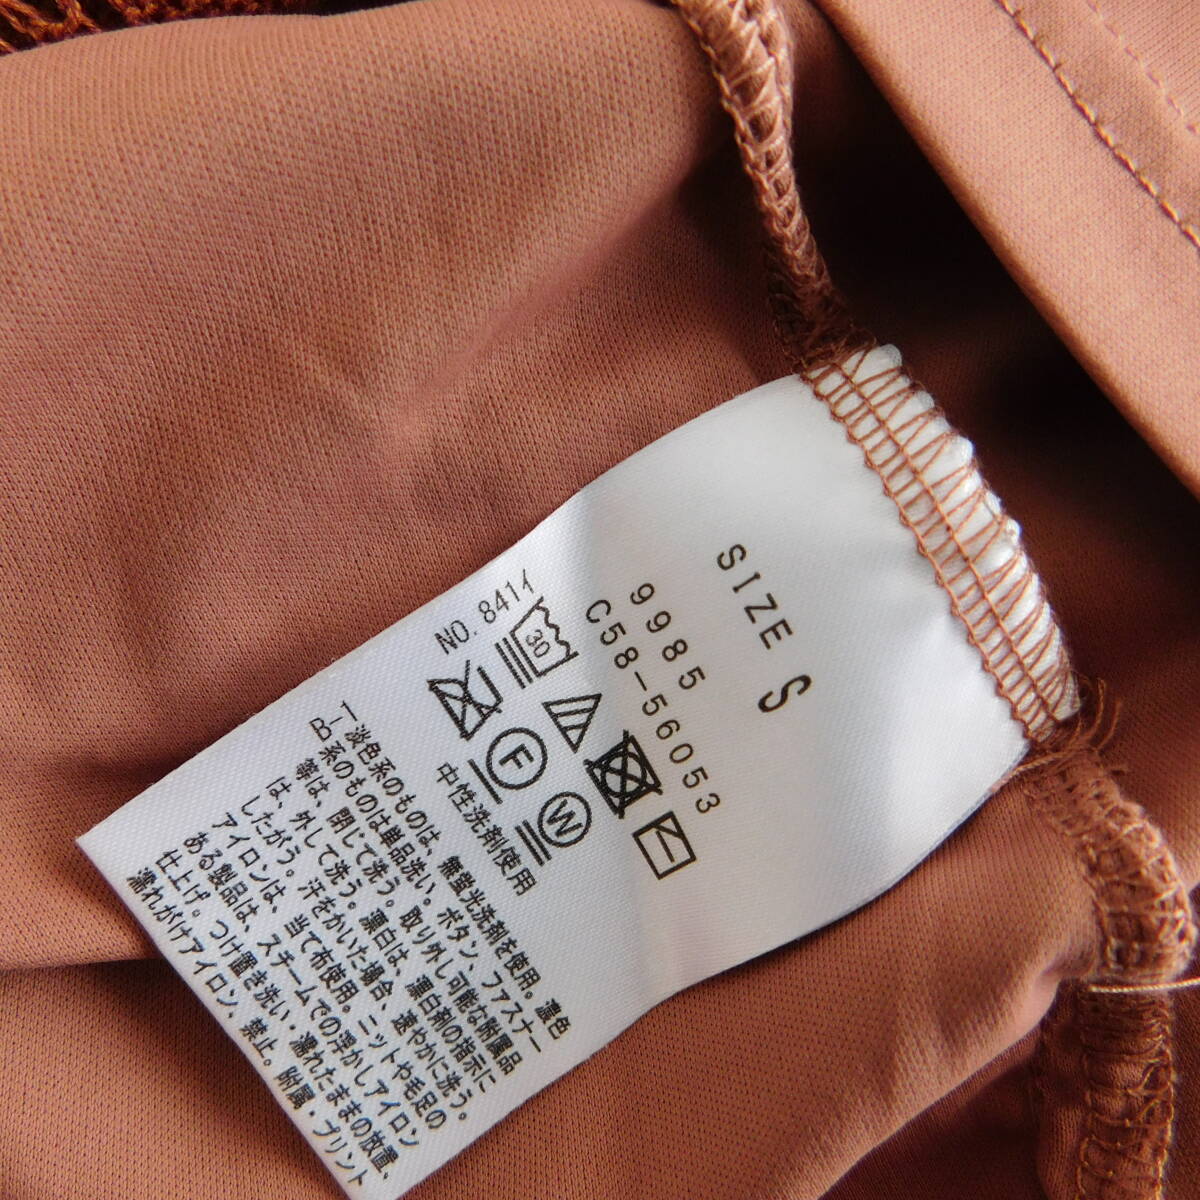 SIZE S
9985
C58-56053
NO. 841ｲ
30
F
W
中性洗剤使用
B-1
淡色系のものは、無蛍光洗剤を使用。濃色
系のものは単品洗い。ボタン、ファスナー
等は、閉じて洗う。取り外し可能な附属品
は、外して洗う。漂白は、漂白剤の指示に
したがう。汗をかいた場合、速やかに洗う。
アイロンは、当て布使用。ニットや毛足の
ある製品は、スチームでの浮かしアイロン
仕上げ。つけ置き洗い・濡れたままの放置、
濡れがけアイロン、禁止。附属・プリント